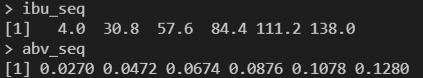 > ibu_seq
[1]   4.0  30.8  57.6  84.4 111.2 138.0
> abv_seq
[1] 0.0270 0.0472 0.0674 0.0876 0.1078 0.1280